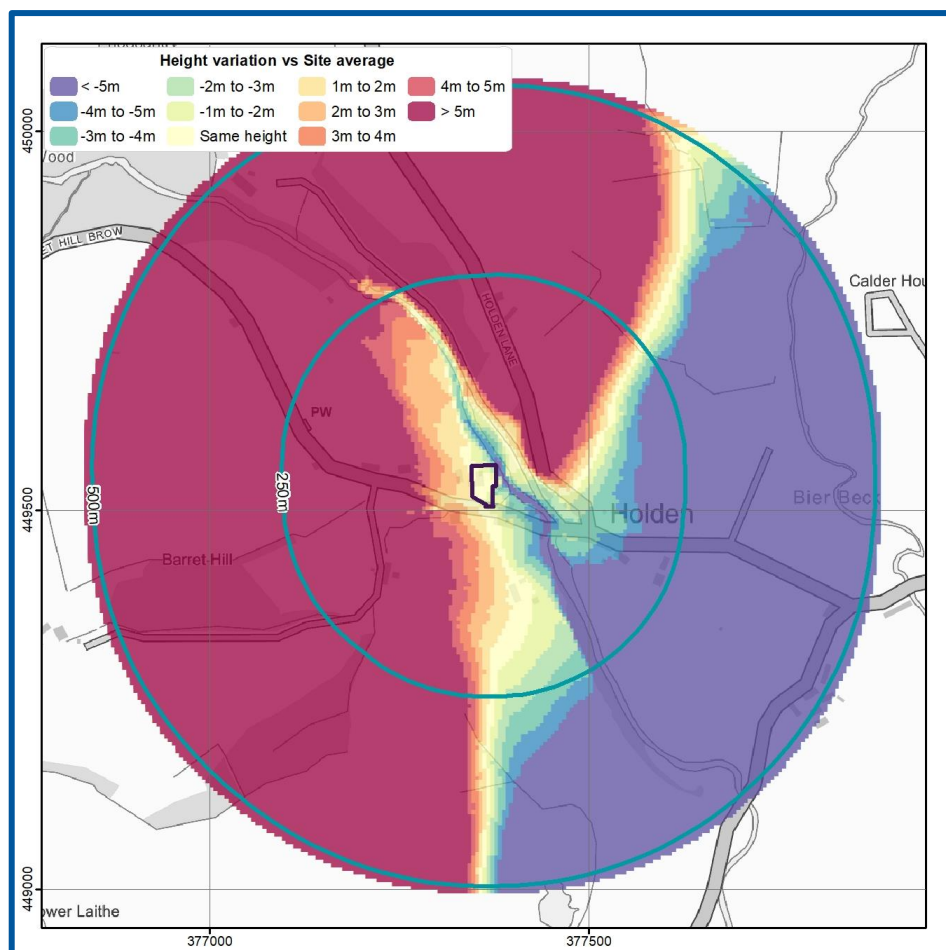 Height variation vs Site average
< -5m
-2m to -3m
1m to 2m
4m to 5m
-4m to -5m
-1m to -2m
2m to 3m
> 5m
-3m to -4m
Same height
3m to 4m
450000
ood
ET HILL BROW
Calder Hou
HOLDEN LANE
PW
500m
250m
449500
Holden
Bier Beck
Barret Hill
449000
ower Laithe
377000
377500